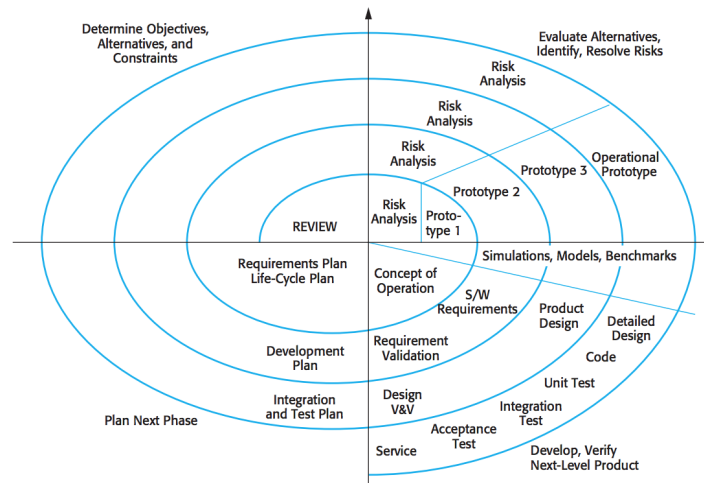 Determine Objectives,
Alternatives, and
Constraints
Evaluate Alternatives,
Identify, Resolve Risks
Risk
Analysis
Risk
Analysis
Risk
Analysis
Risk
Analysis
Proto-
type 1
Prototype 2
Prototype 3
Operational
Prototype
REVIEW
Requirements Plan
Life-Cycle Plan
Concept of
Operation
Simulations, Models, Benchmarks
S/W
Requirements
Product
Design
Detailed
Design
Development
Plan
Requirement
Validation
Code
Unit Test
Integration
and Test Plan
Design
V&V
Integration
Test
Acceptance
Test
Service
Plan Next Phase
Develop, Verify
Next-Level Product